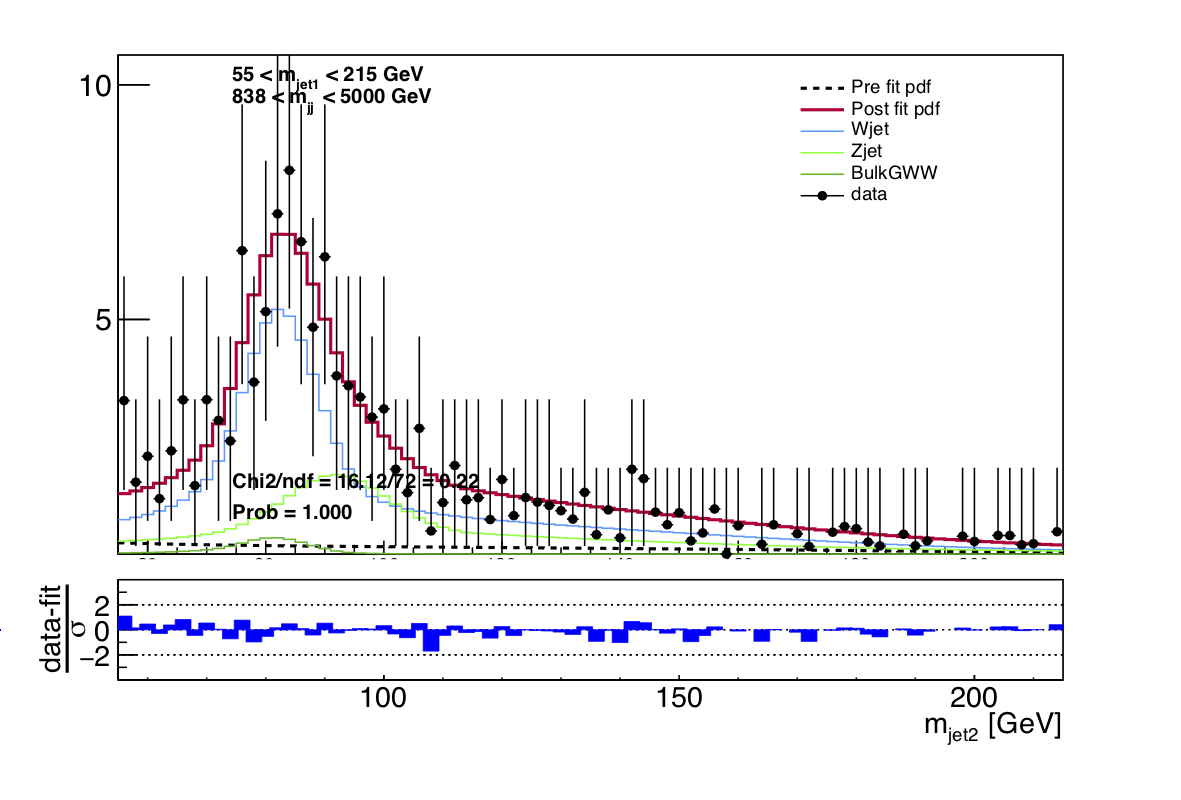 10
55 < m_jet1 < 215 GeV
838 < m_jj < 5000 GeV
Pre fit pdf
Post fit pdf
Wjet
Zjet
BulkGWW
data
5
Chi2/ndf = 16.12/72 = 0.22
Prob = 1.000
data-fit
σ
2
0
−2
100
150
200
m_jet2 [GeV]